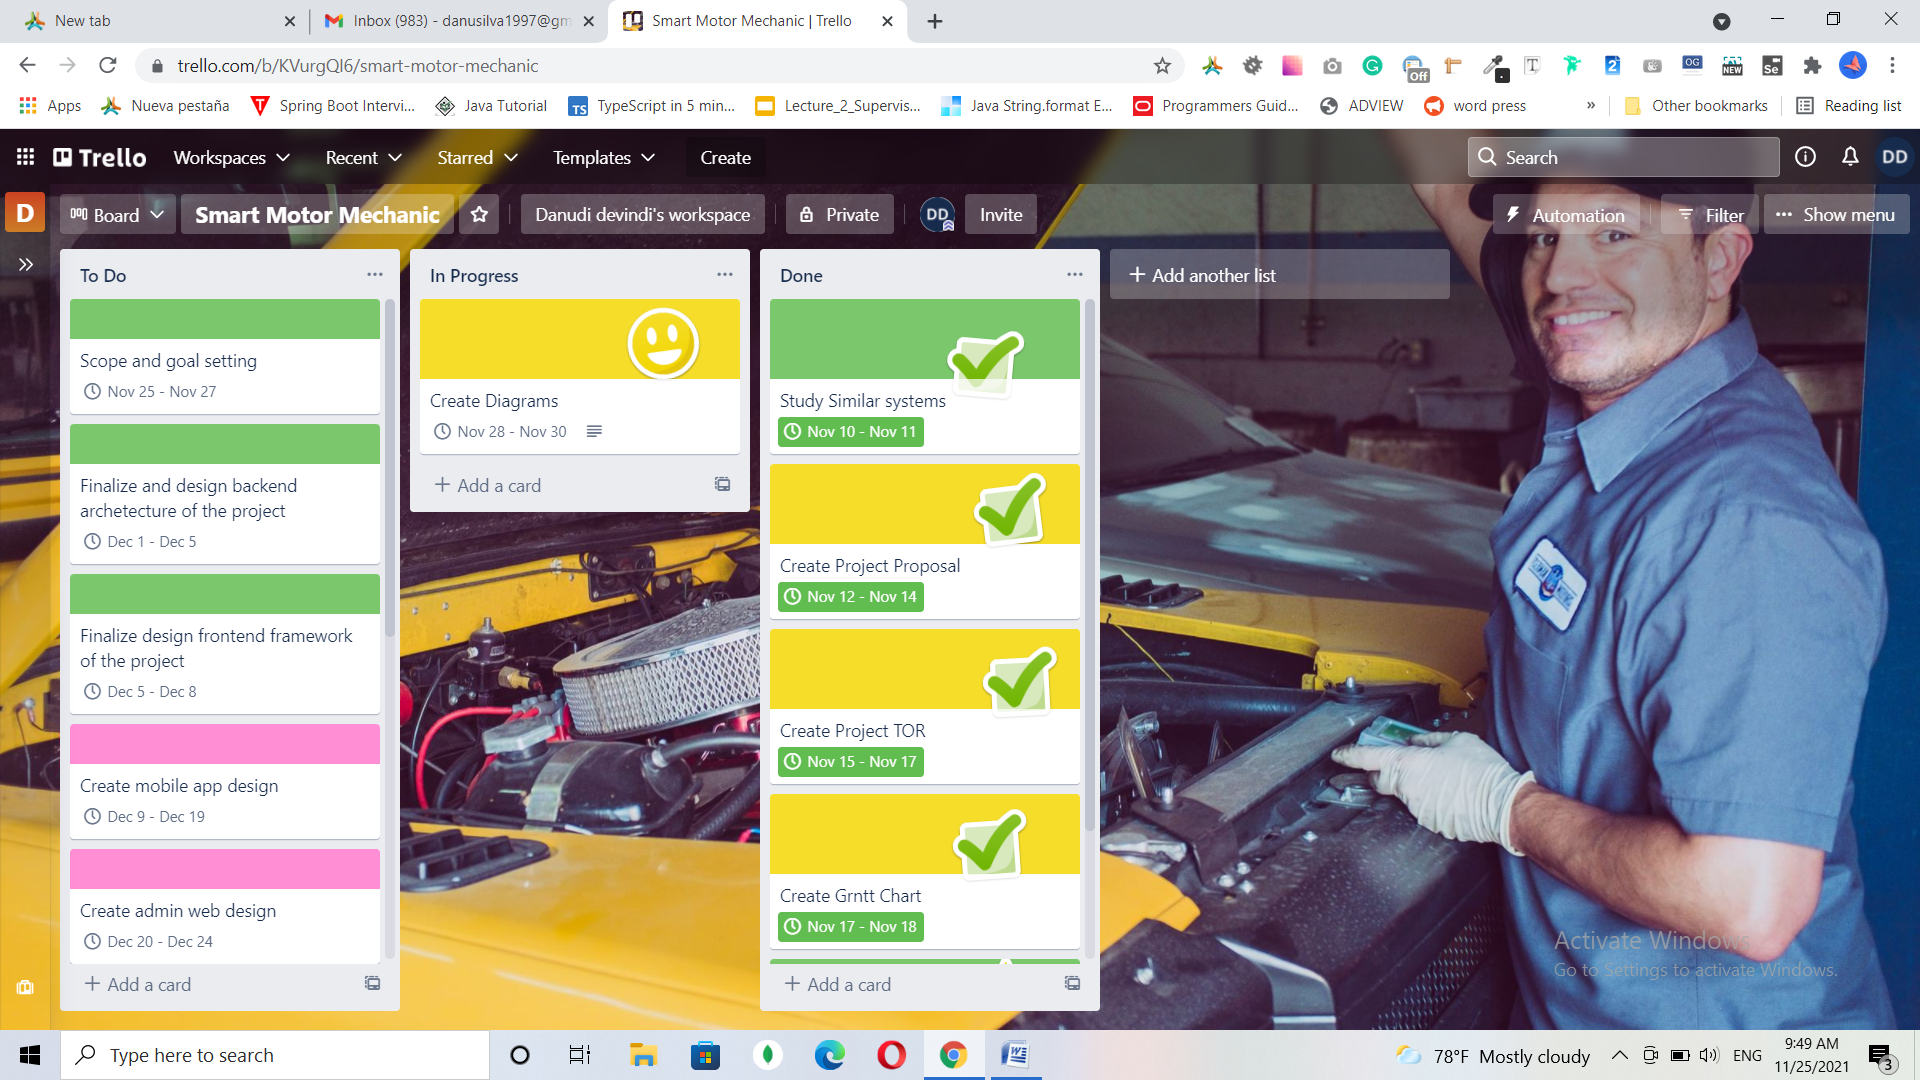 New tab
Inbox (983) - danusilva1997@gm
Smart Motor Mechanic | Trello
trello.com/b/KVurgQI6/smart-motor-mechanic
Off
T
2
OG
NEW
Se
Apps
Nueva pestaña
Spring Boot Intervi...
Java Tutorial
TS
TypeScript in 5 min...
Lecture_2_Supervis...
Java String.format E...
Programmers Guid...
ADVIEW
word press
»
Other bookmarks
Reading list
Trello
Workspaces
Recent
Starred
Templates
Create
Search
DD
D
Board
Smart Motor Mechanic
Danudi devindi's workspace
Private
DD
Invite
Automation
Filter
Show menu
To Do
Scope and goal setting
Nov 25 - Nov 27
Finalize and design backend
archetecture of the project
Dec 1 - Dec 5
Finalize design frontend framework
of the project
Dec 5 - Dec 8
Create mobile app design
Dec 9 - Dec 19
Create admin web design
Dec 20 - Dec 24
+ Add a card
In Progress
Create Diagrams
Nov 28 - Nov 30
+ Add a card
Done
Study Similar systems
Nov 10 - Nov 11
Create Project Proposal
Nov 12 - Nov 14
Create Project TOR
Nov 15 - Nov 17
Create Grntt Chart
Nov 17 - Nov 18
+ Add a card
+ Add another list
Activate Windows
Go to Settings to activate Windows.
Type here to search
78°F Mostly cloudy
ENG
9:49 AM
11/25/2021
3